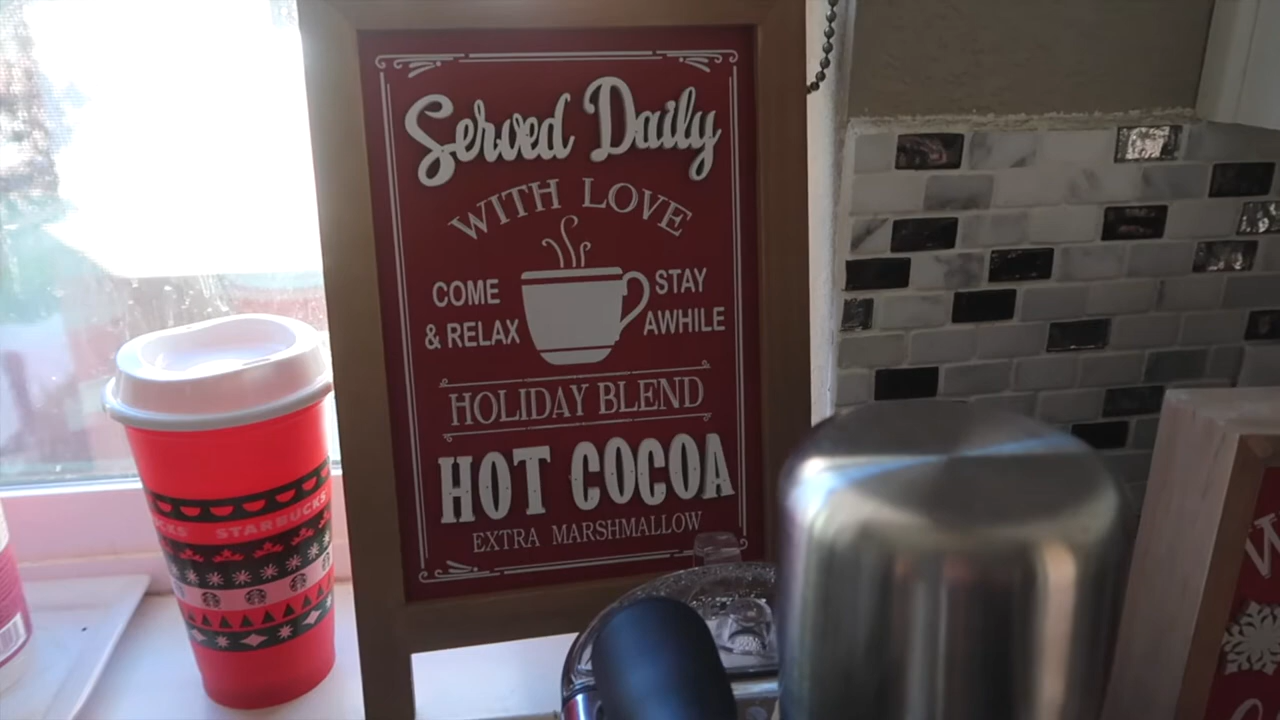 Served Daily
WITH LOVE
COME
& RELAX
STAY
AWHILE
HOLIDAY BLEND
HOT COCOA
EXTRA MARSHMALLOW
STARBUCKS